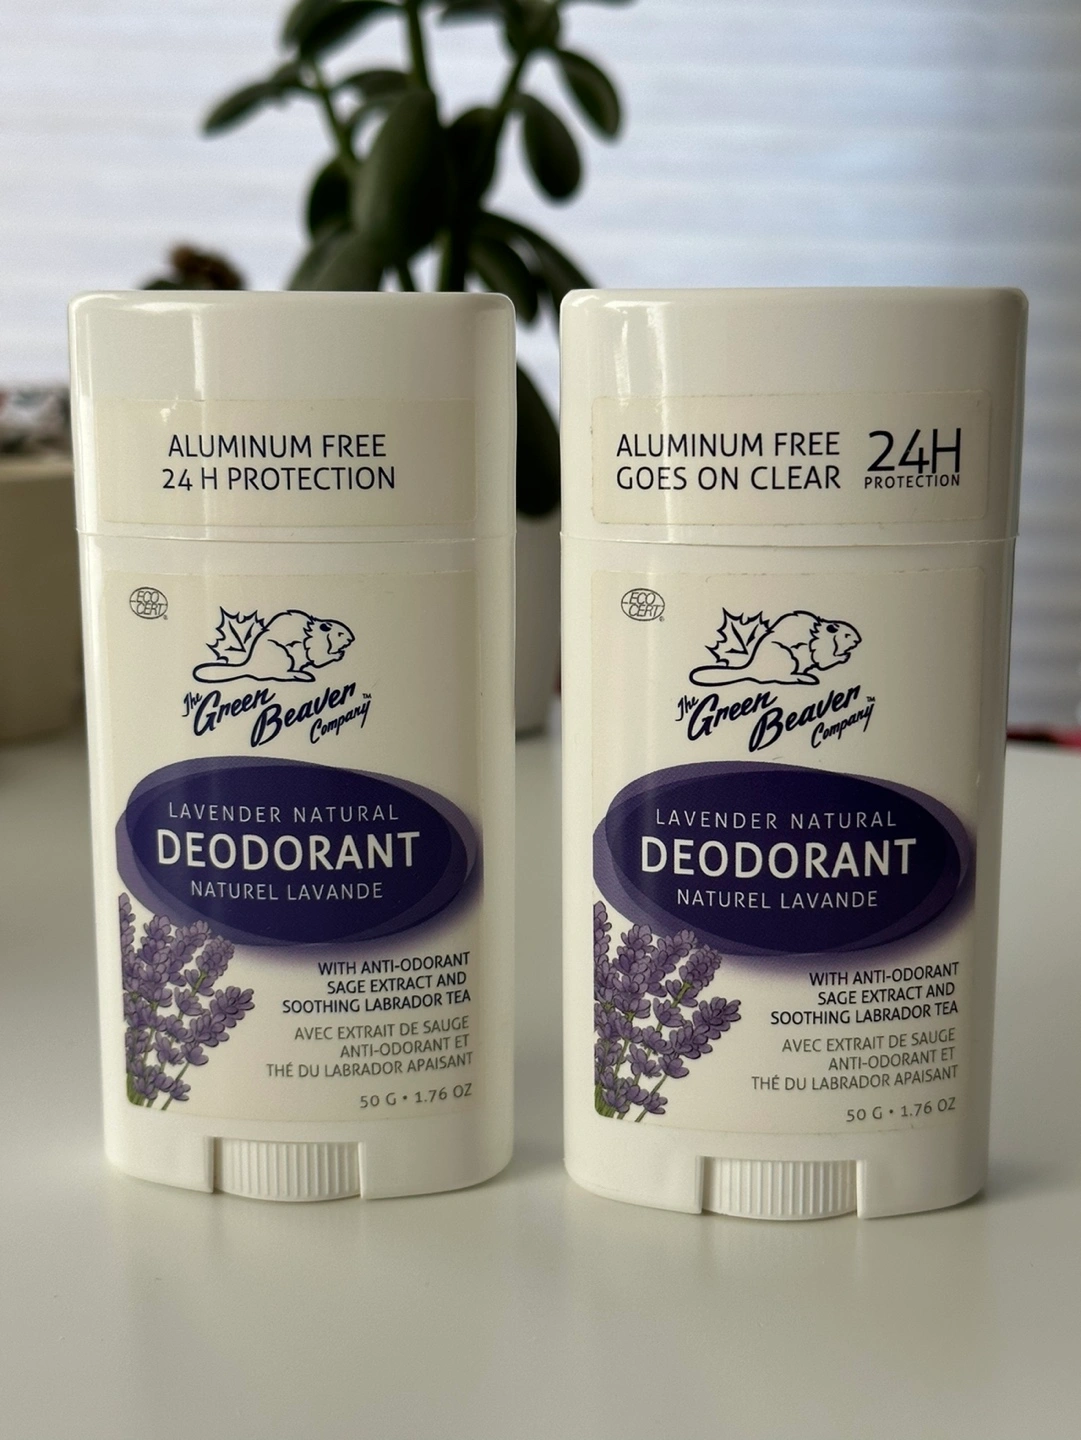 ALUMINUM FREE
24 H PROTECTION
ECO
CERT
The
Green
Beaver
Company™
LAVENDER NATURAL
DEODORANT
NATUREL LAVANDE
WITH ANTI-ODORANT
SAGE EXTRACT AND
SOOTHING LABRADOR TEA
AVEC EXTRAIT DE SAUGE
ANTI-ODORANT ET
THÉ DU LABRADOR APAISANT
50 G • 1.76 OZ
ALUMINUM FREE
GOES ON CLEAR
24H
PROTECTION
ECO
CERT
The
Green
Beaver
Company™
LAVENDER NATURAL
DEODORANT
NATUREL LAVANDE
WITH ANTI-ODORANT
SAGE EXTRACT AND
SOOTHING LABRADOR TEA
AVEC EXTRAIT DE SAUGE
ANTI-ODORANT ET
THÉ DU LABRADOR APAISANT
50 G • 1.76 OZ